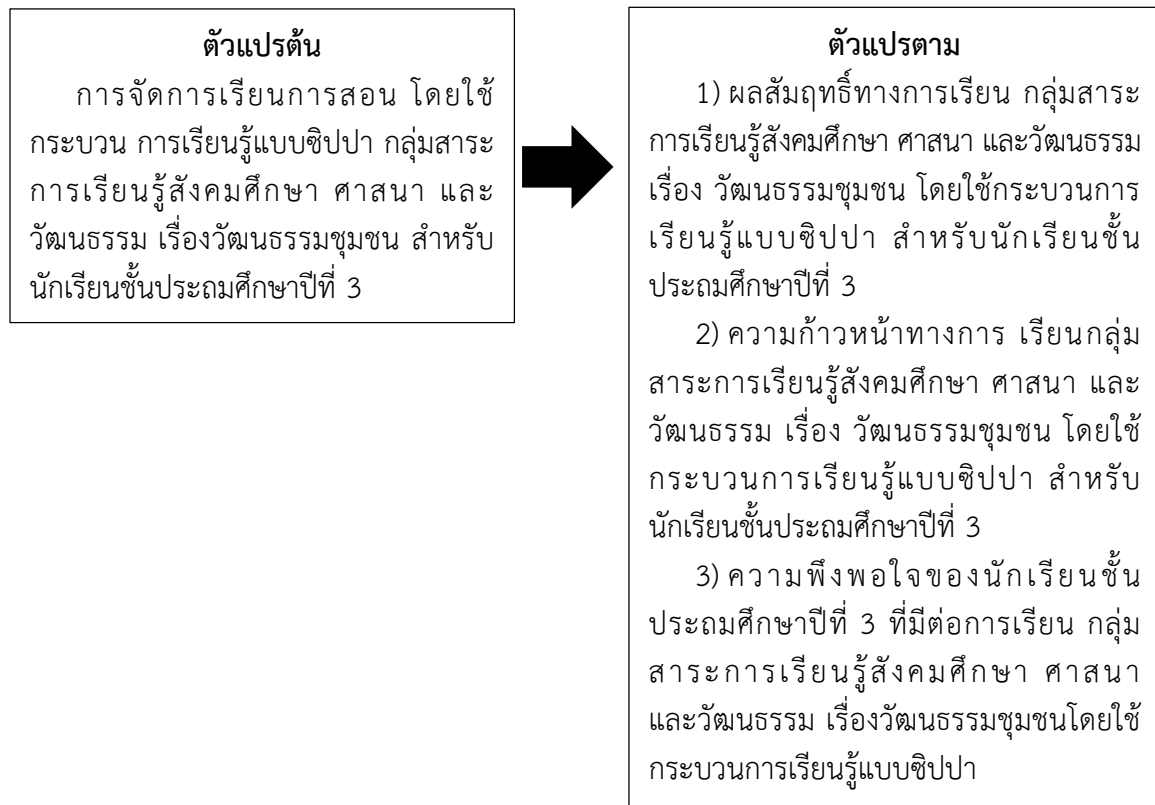 ตัวแปรต้น
การจัดการเรียนการสอน โดยใช้
กระบวน การเรียนรู้แบบซิปปา กลุ่มสาระ
การเรียนรู้สังคมศึกษา ศาสนา และ
วัฒนธรรม เรื่องวัฒนธรรมชุมชน สำหรับ
นักเรียนชั้นประถมศึกษาปีที่ 3
ตัวแปรตาม
1) ผลสัมฤทธิ์ทางการเรียน กลุ่มสาระ
การเรียนรู้สังคมศึกษา ศาสนา และวัฒนธรรม
เรื่อง วัฒนธรรมชุมชน โดยใช้กระบวนการ
เรียนรู้แบบซิปปา สำหรับนักเรียนชั้น
ประถมศึกษาปีที่ 3
2) ความก้าวหน้าทางการ เรียนกลุ่ม
สาระการเรียนรู้สังคมศึกษา ศาสนา และ
วัฒนธรรม เรื่อง วัฒนธรรมชุมชน โดยใช้
กระบวนการเรียนรู้แบบซิปปา สำหรับ
นักเรียนชั้นประถมศึกษาปีที่ 3
3) ความพึงพอใจของนักเรียนชั้น
ประถมศึกษาปีที่ 3 ที่มีต่อการเรียน กลุ่ม
สาระการเรียนรู้สังคมศึกษา ศาสนา
และวัฒนธรรม เรื่องวัฒนธรรมชุมชนโดยใช้
กระบวนการเรียนรู้แบบซิปปา